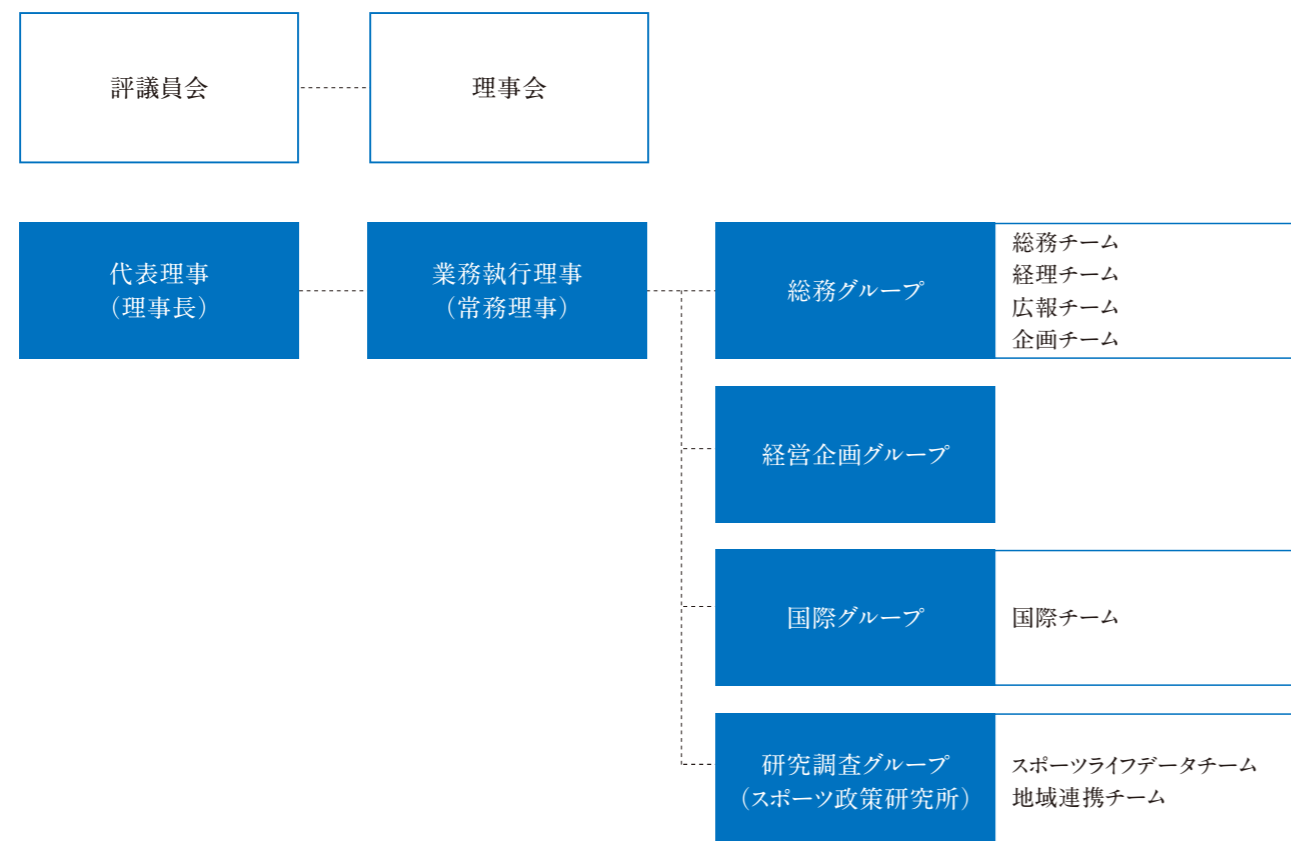 評議員会
理事会
代表理事
（理事長）
業務執行理事
（常務理事）
総務グループ
総務チーム
経理チーム
広報チーム
企画チーム
経営企画グループ
国際グループ
国際チーム
研究調査グループ
（スポーツ政策研究所）
スポーツライフデータチーム
地域連携チーム